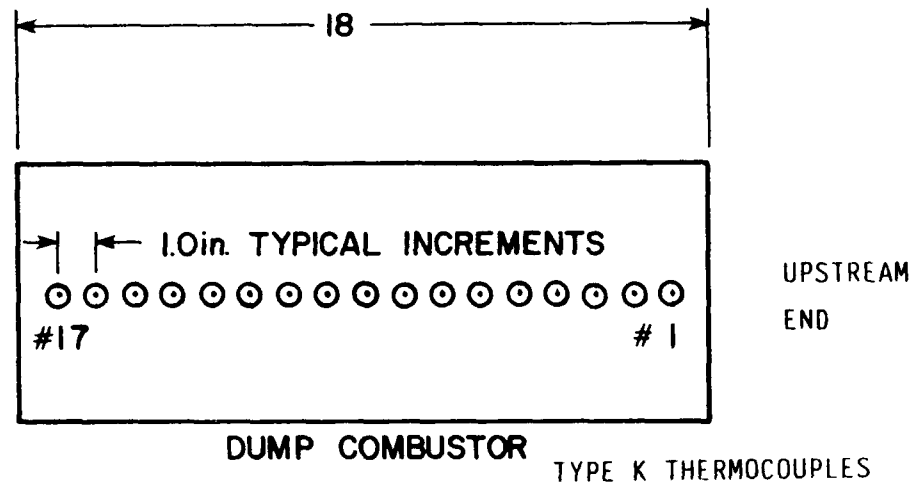 18
1.0in. TYPICAL INCREMENTS
UPSTREAM
END
#17
# 1
DUMP COMBUSTOR
TYPE K THERMOCOUPLES